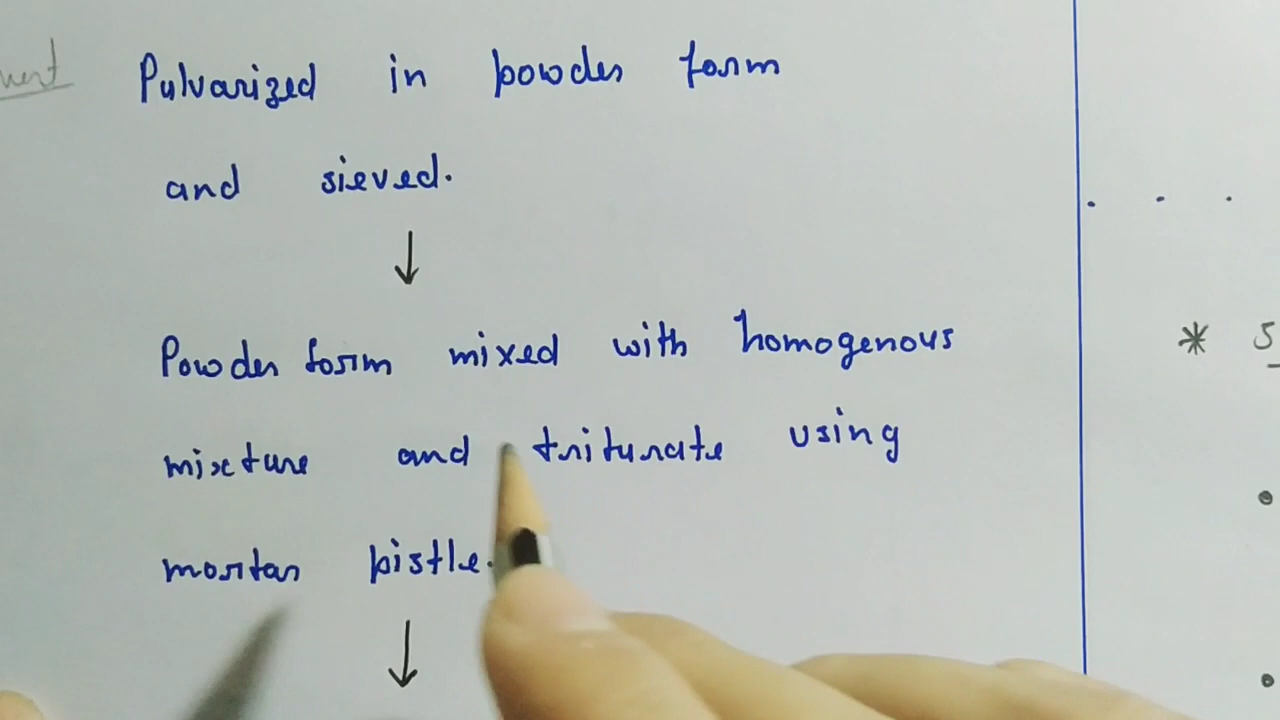 Pulvarized in powder form
and sieved.
↓
Powder form mixed with homogenous
mixture and triturate using
mortar pistle.
↓